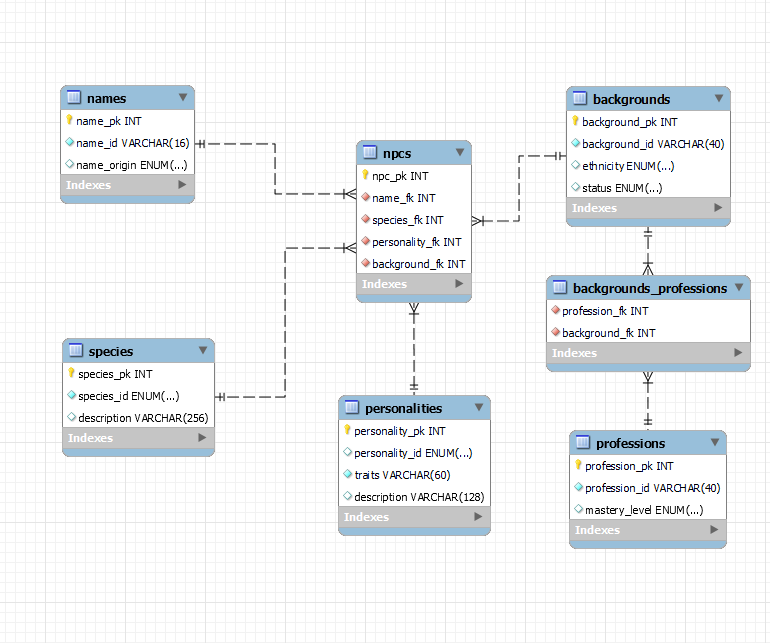 names
name_pk INT
name_id VARCHAR(16)
name_origin ENUM(...)
Indexes
npcs
npc_pk INT
name_fk INT
species_fk INT
personality_fk INT
background_fk INT
Indexes
backgrounds
background_pk INT
background_id VARCHAR(40)
ethnicity ENUM(...)
status ENUM(...)
Indexes
backgrounds_professions
profession_fk INT
background_fk INT
Indexes
species
species_pk INT
species_id ENUM(...)
description VARCHAR(256)
Indexes
personalities
personality_pk INT
personality_id ENUM(...)
traits VARCHAR(60)
description VARCHAR(128)
Indexes
professions
profession_pk INT
profession_id VARCHAR(40)
mastery_level ENUM(...)
Indexes